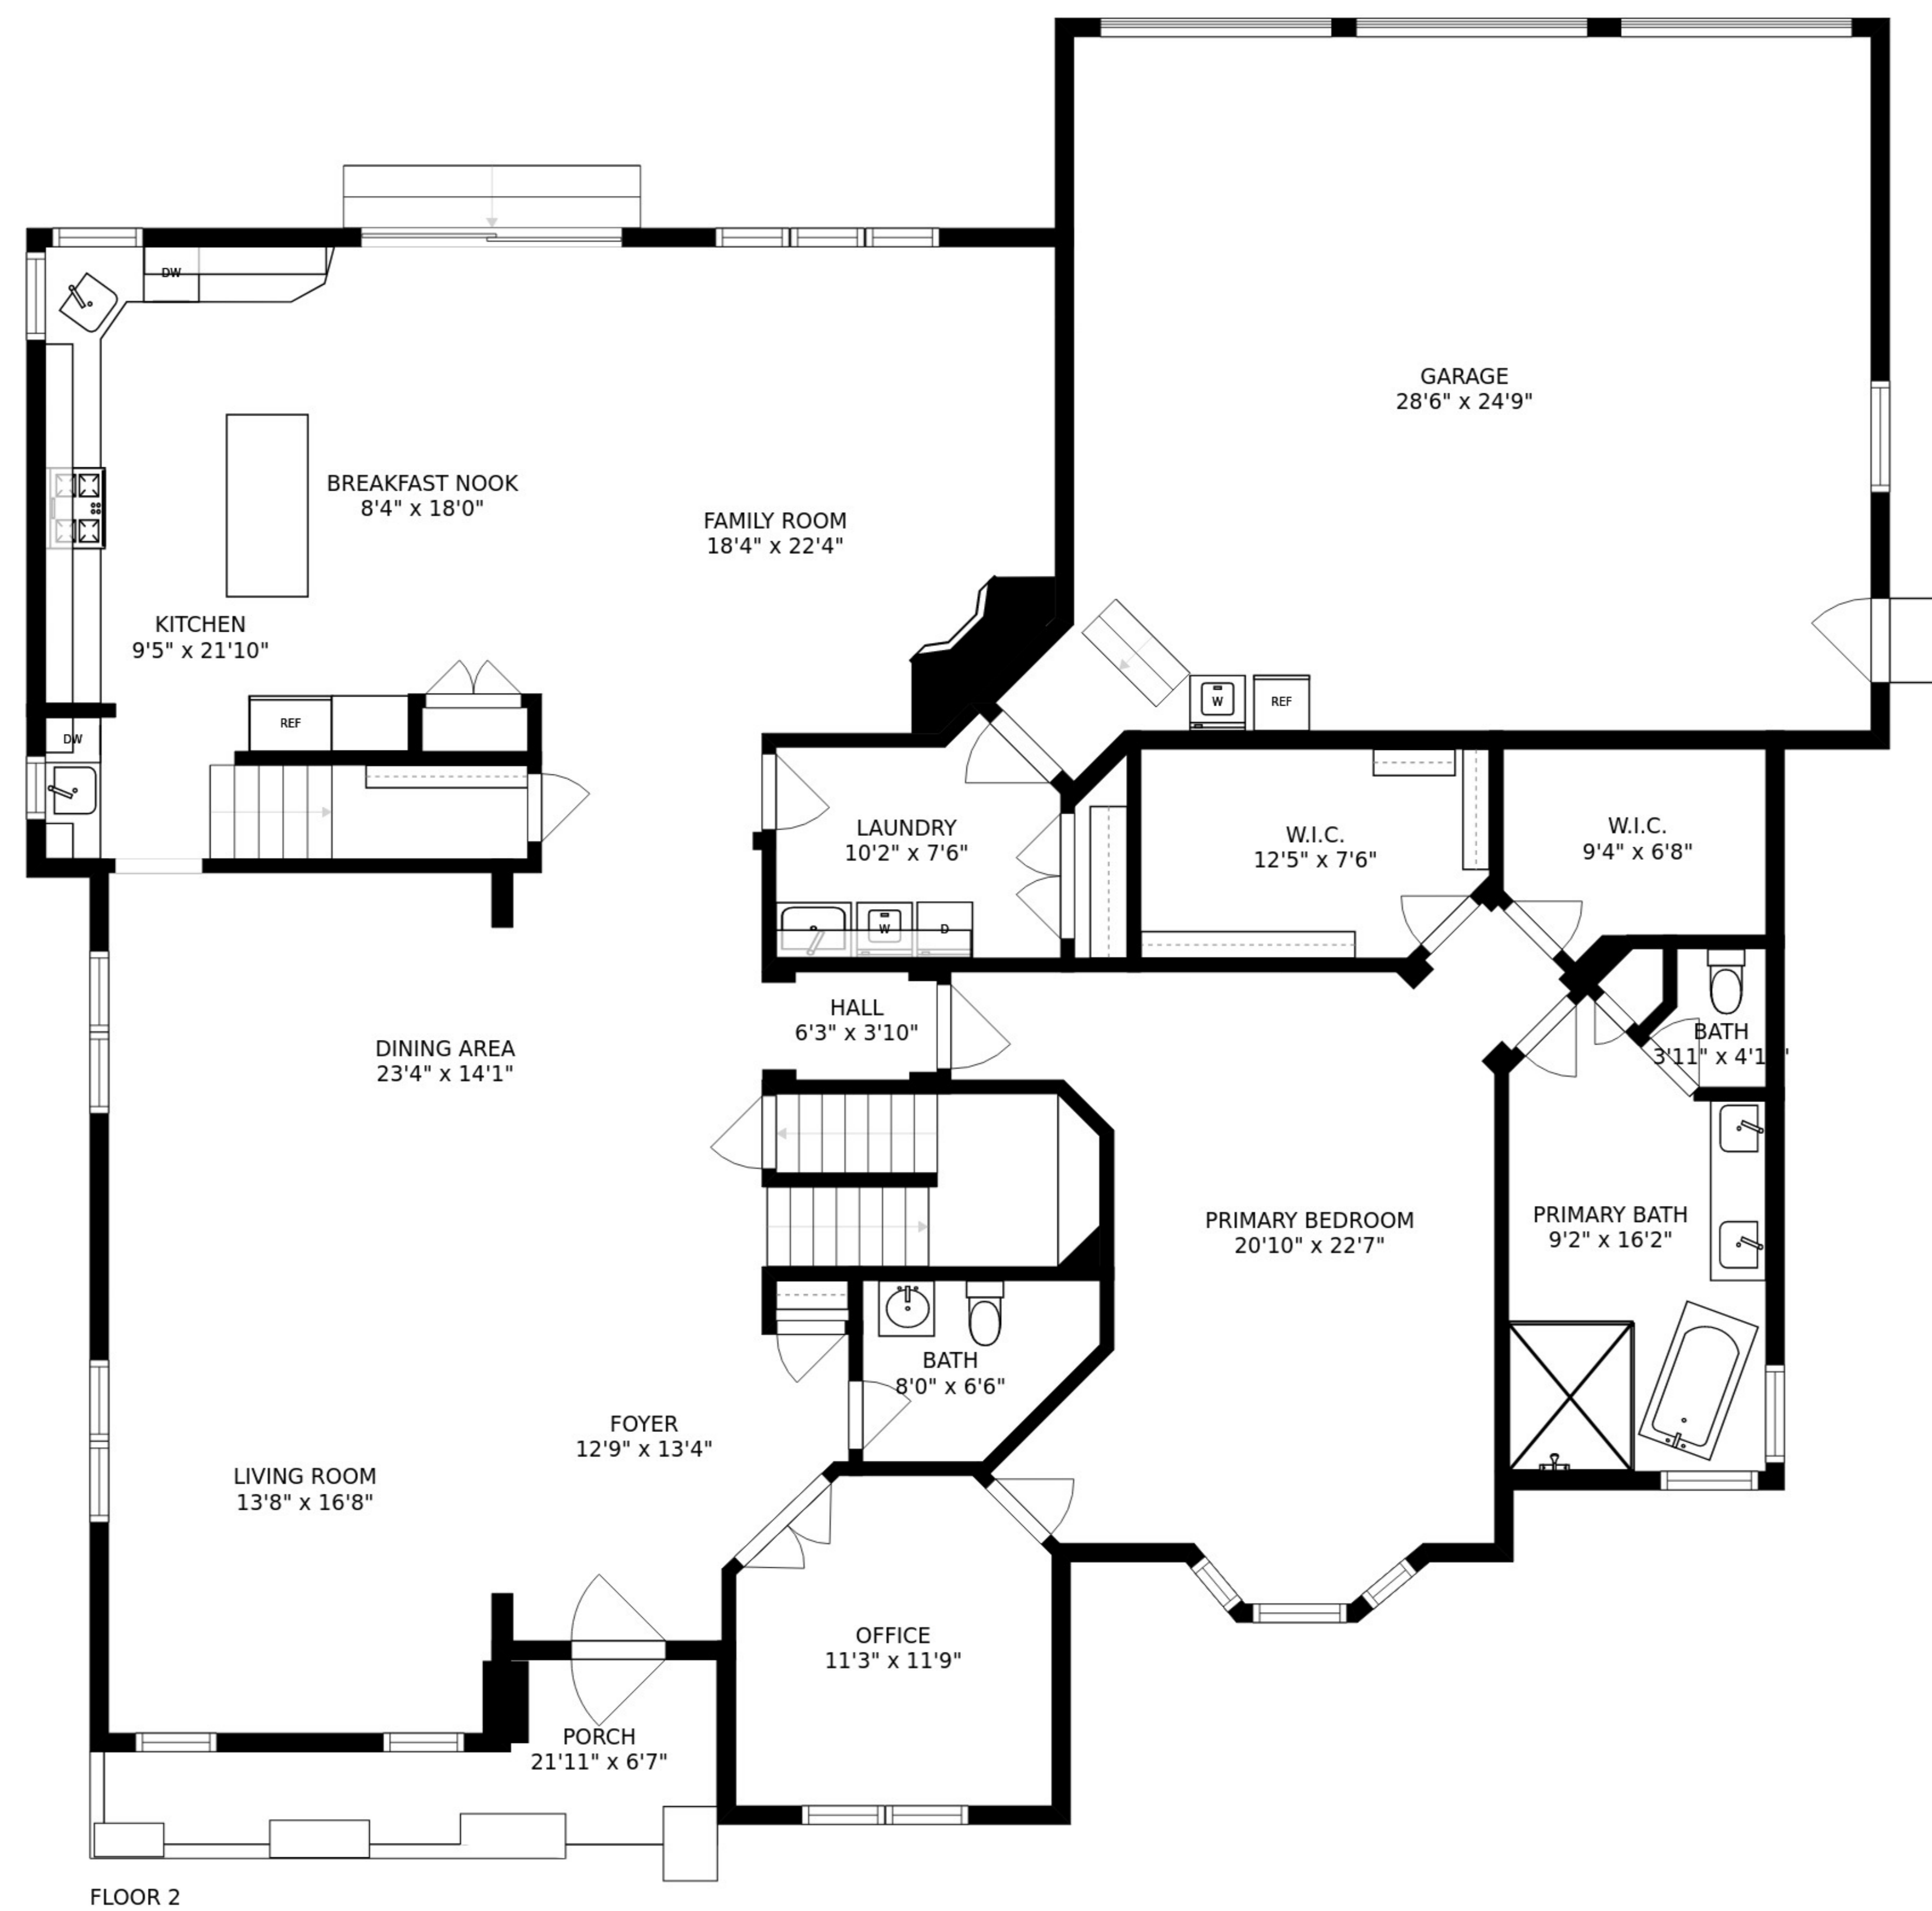 DW
GARAGE
28'6" x 24'9"
BREAKFAST NOOK
8'4" x 18'0"
FAMILY ROOM
18'4" x 22'4"
KITCHEN
9'5" x 21'10"
REF
W
REF
DW
LAUNDRY
10'2" x 7'6"
W.I.C.
12'5" x 7'6"
W.I.C.
9'4" x 6'8"
W
D
HALL
6'3" x 3'10"
BATH
3'11" x
DINING AREA
23'4" x 14'1"
PRIMARY BEDROOM
20'10" x 22'7"
PRIMARY BATH
9'2" x 16'2"
BATH
8'0" x 6'6"
FOYER
12'9" x 13'4"
LIVING ROOM
13'8" x 16'8"
OFFICE
11'3" x 11'9"
PORCH
21'11" x 6'7"
FLOOR 2